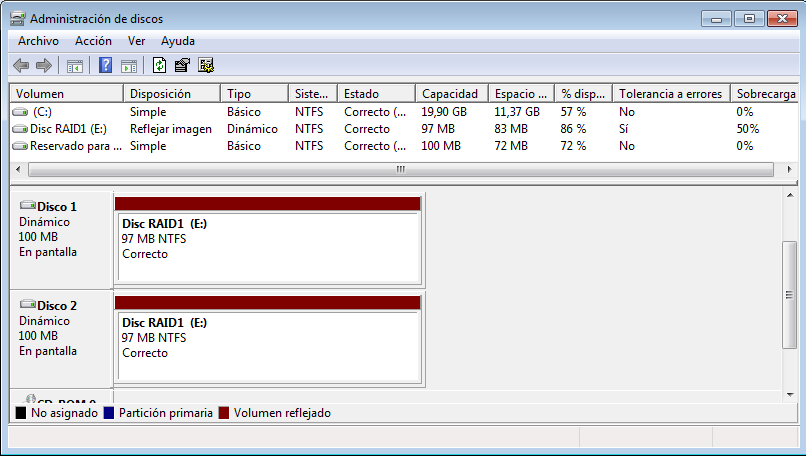 Administración de discos
Archivo Acción Ver Ayuda
Volumen Disposición Tipo Siste... Estado Capacidad Espacio ... % disp... Tolerancia a errores Sobrecarga
(C:) Simple Básico NTFS Correcto (... 19,90 GB 11,37 GB 57 % No 0%
Disc RAID1 (E:) Reflejar imagen Dinámico NTFS Correcto 97 MB 83 MB 86 % Sí 50%
Reservado para ... Simple Básico NTFS Correcto (... 100 MB 72 MB 72 % No 0%
Disco 1
Dinámico
100 MB
En pantalla
Disc RAID1 (E:)
97 MB NTFS
Correcto
Disco 2
Dinámico
100 MB
En pantalla
Disc RAID1 (E:)
97 MB NTFS
Correcto
CD-ROM 0
No asignado Partición primaria Volumen reflejado